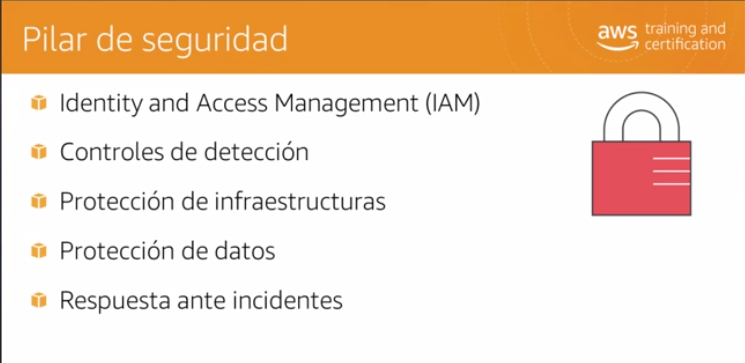 Pilar de seguridad
aws training and
certification
Identity and Access Management (IAM)
Controles de detección
Protección de infraestructuras
Protección de datos
Respuesta ante incidentes